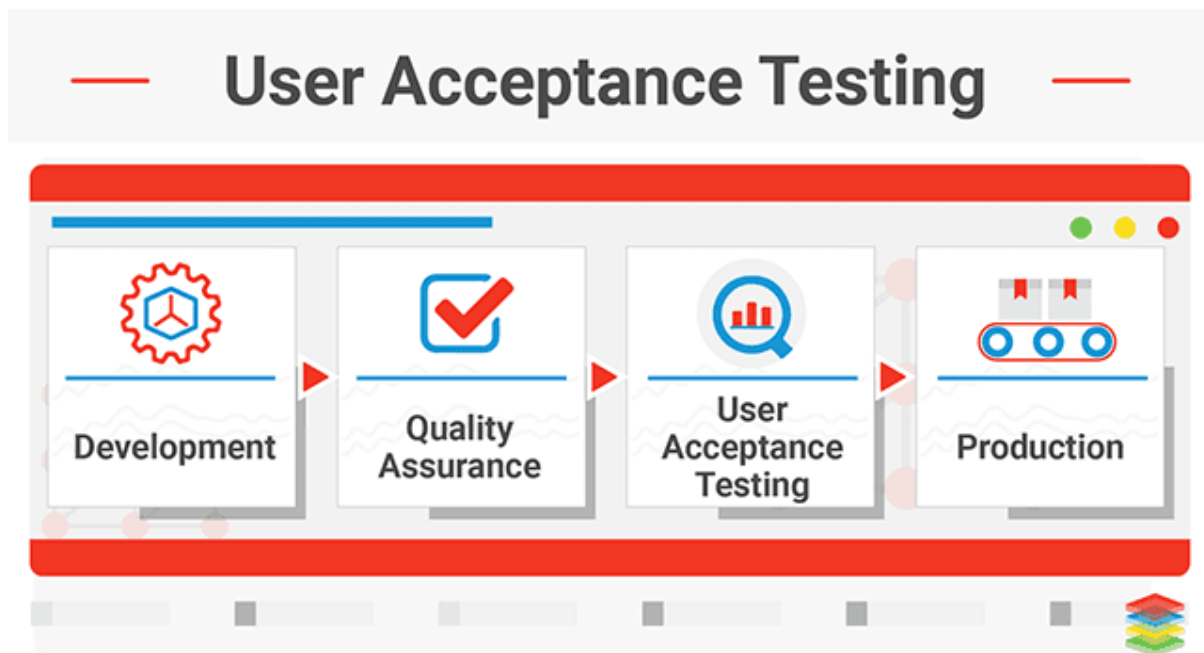 User Acceptance Testing
Development
Quality
Assurance
User
Acceptance
Testing
Production